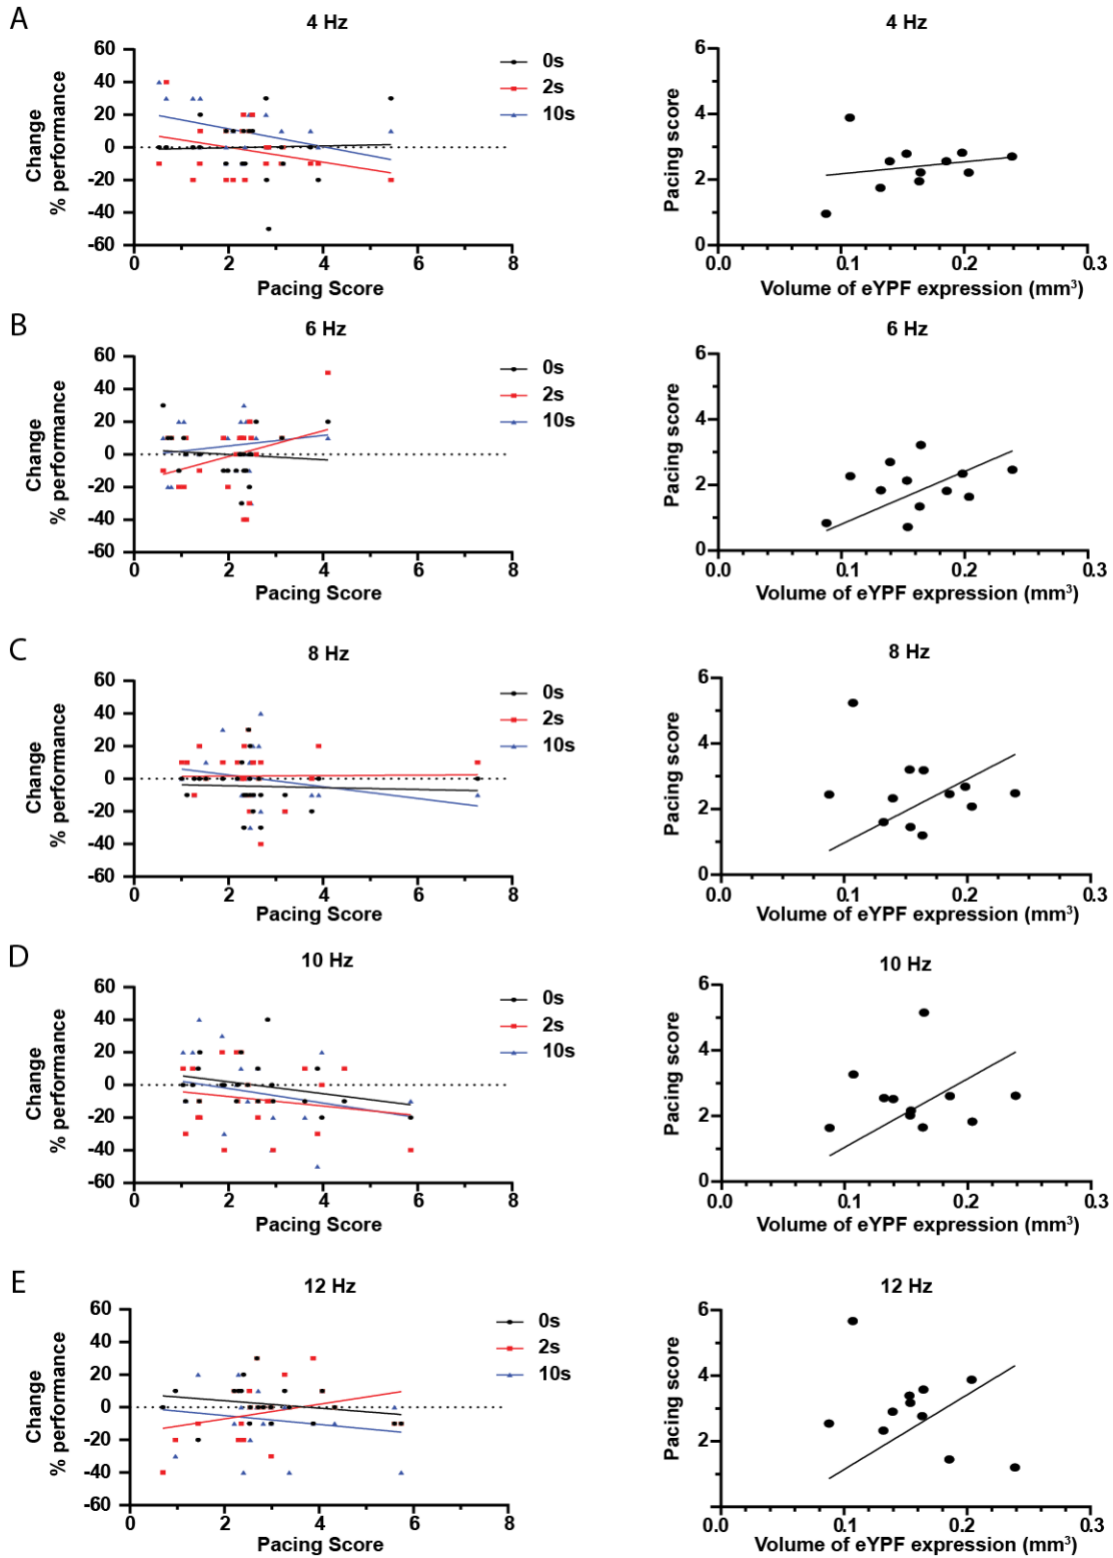 A
4 Hz
60
40
20
0
-20
-40
-60
Change
% performance
0s
2s
10s
0
2
4
6
8
Pacing Score
6
4
2
0
Pacing score
0.0
0.1
0.2
0.3
Volume of eYPF expression (mm³)
B
6 Hz
60
40
20
0
-20
-40
-60
Change
% performance
0s
2s
10s
0
2
4
6
8
Pacing Score
6 Hz
6
4
2
0
Pacing score
0.0
0.1
0.2
0.3
Volume of eYPF expression (mm³)
C
8 Hz
60
40
20
0
-20
-40
-60
Change
% performance
0s
2s
10s
0
2
4
6
8
Pacing Score
8 Hz
6
4
2
0
Pacing score
0.0
0.1
0.2
0.3
Volume of eYPF expression (mm³)
D
10 Hz
60
40
20
0
-20
-40
-60
Change
% performance
0s
2s
10s
0
2
4
6
8
Pacing Score
10 Hz
6
4
2
0
Pacing score
0.0
0.1
0.2
0.3
Volume of eYPF expression (mm³)
E
12 Hz
60
40
20
0
-20
-40
-60
Change
% performance
0s
2s
10s
0
2
4
6
8
Pacing Score
12 Hz
6
4
2
Pacing score
0.0
0.1
0.2
0.3
Volume of eYPF expression (mm³)